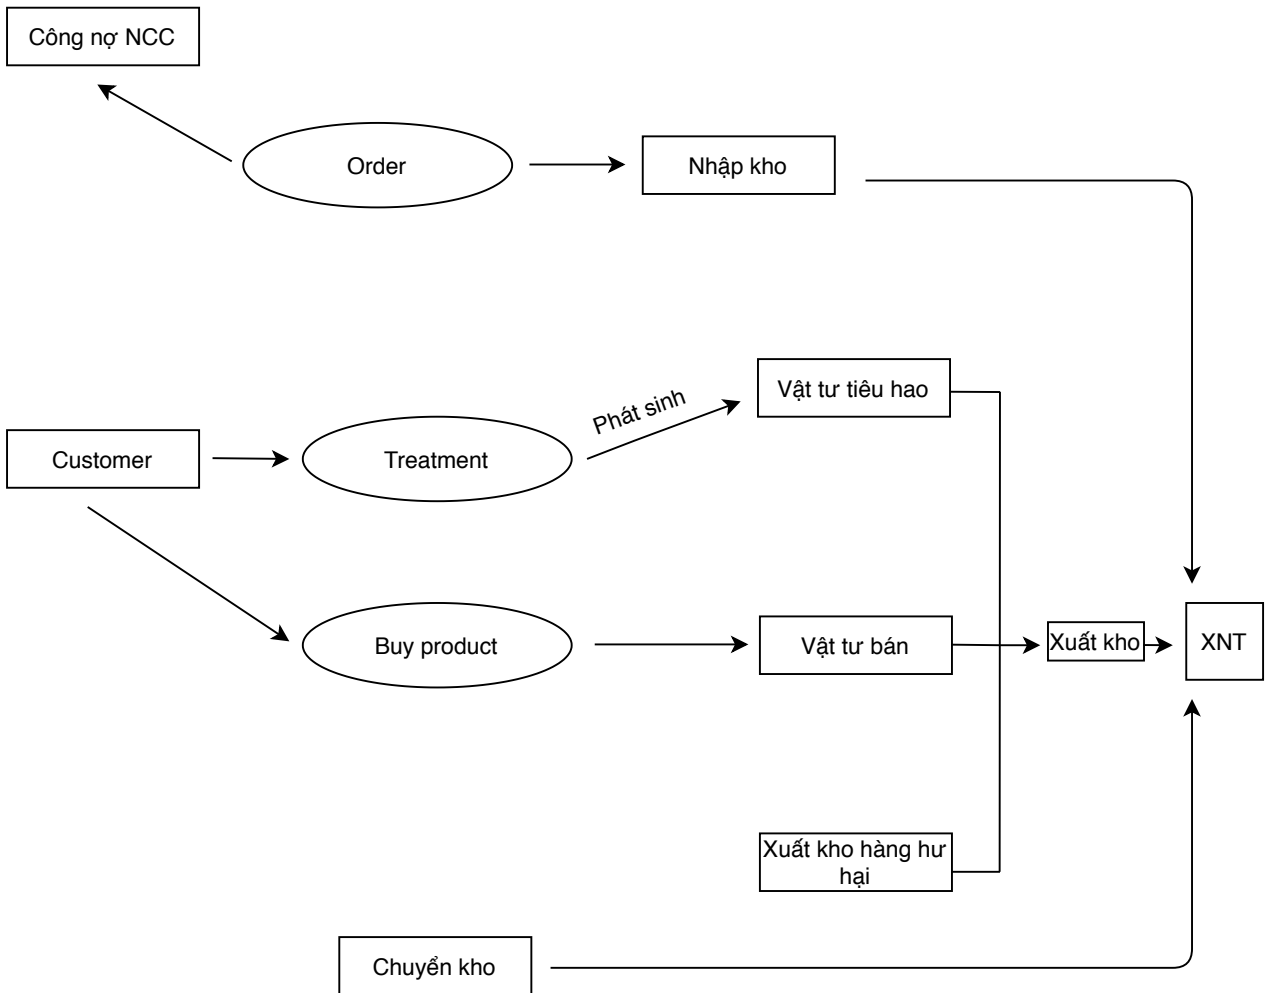 Công nợ NCC
Order
Nhập kho
Phát sinh
Vật tư tiêu hao
Customer
Treatment
Buy product
Vật tư bán
Xuất kho
XNT
Xuất kho hàng hư
hại
Chuyển kho